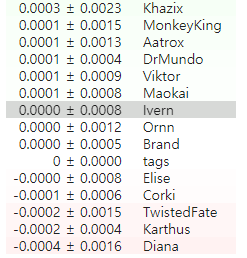 0.0003 ± 0.0023 Khazix
0.0001 ± 0.0015 MonkeyKing
0.0001 ± 0.0013 Aatrox
0.0001 ± 0.0004 DrMundo
0.0001 ± 0.0009 Viktor
0.0001 ± 0.0008 Maokai
0.0000 ± 0.0008 Ivern
0.0000 ± 0.0012 Ornn
0.0000 ± 0.0005 Brand
0 ± 0.0000 tags
-0.0000 ± 0.0008 Elise
-0.0001 ± 0.0006 Corki
-0.0002 ± 0.0015 TwistedFate
-0.0002 ± 0.0004 Karthus
-0.0004 ± 0.0016 Diana